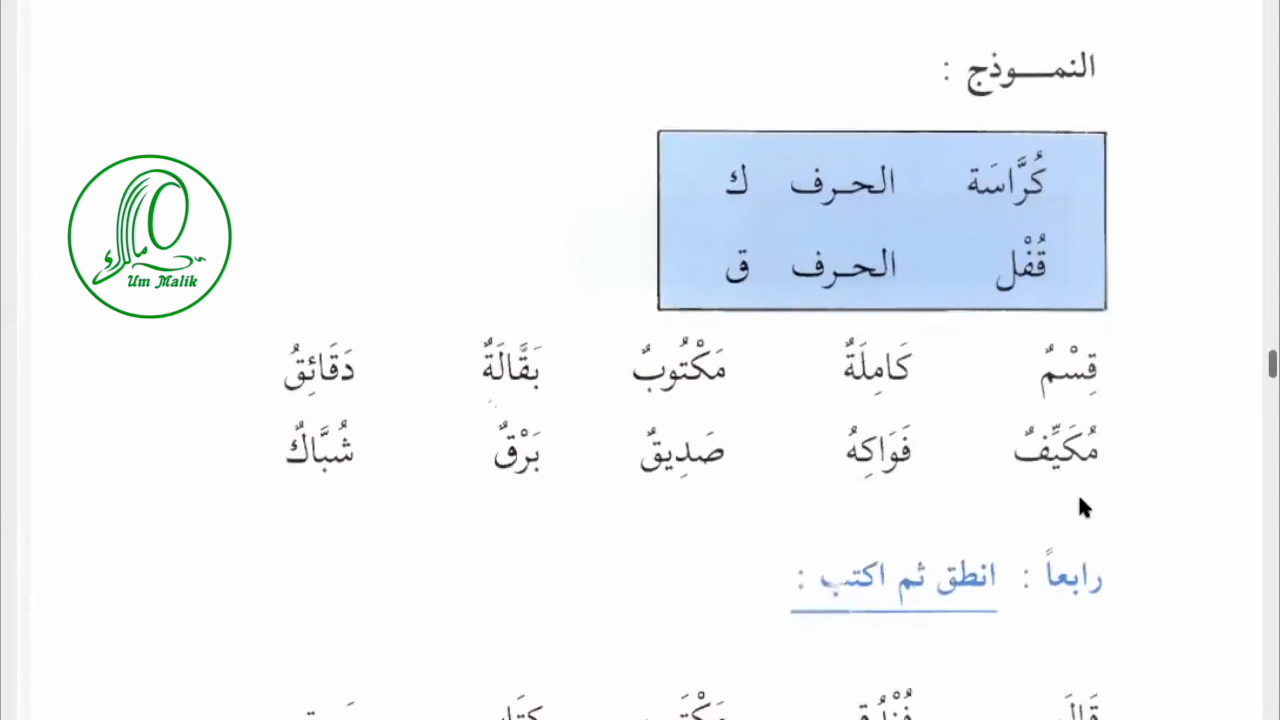 النمـــوذج :
كُرَّاسَة الحـرف ك
قُفْل الحـرف ق
Um Malik
قِسْمٌ كَامِلَةٌ مَكْتُوبٌ بَقَّالَةٌ دَقَائِقُ
مُكَيِّفٌ فَوَاكِهُ صَدِيقٌ بَرْقٌ شُبَّاكٌ
رابعاً : انطق ثم اكتب :